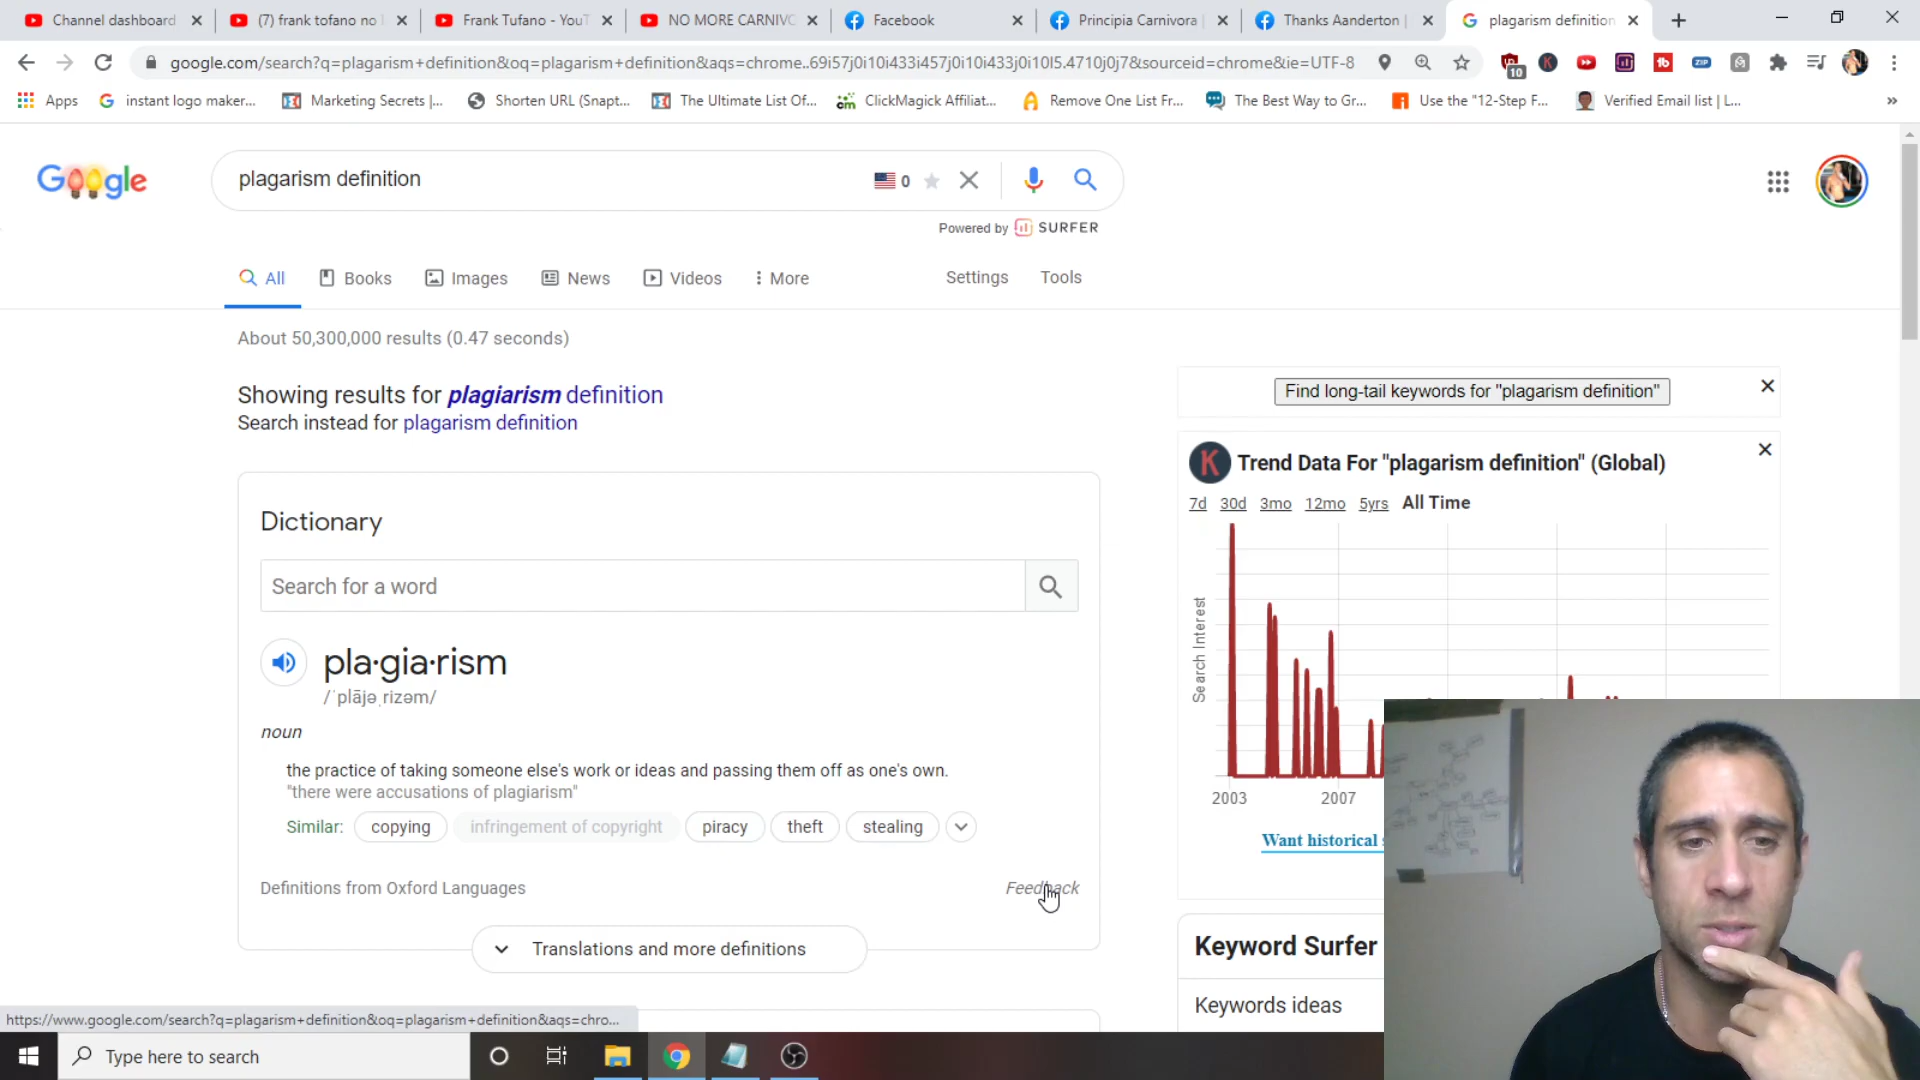 Channel dashboard
(7) frank tofano no
Frank Tufano - YouT
NO MORE CARNIVO
Facebook
Principia Carnivora |
Thanks Aanderton |
plagarism definition
google.com/search?q=plagarism+definition&oq=plagarism+definition&aqs=chrome..69i57j0i10i433i457j0i10i433j0i10l5.4710j0j7&sourceid=chrome&ie=UTF-8
10
ZIP
Apps
instant logo maker...
Marketing Secrets |...
Shorten URL (Snapt...
The Ultimate List Of...
ClickMagick Affiliat...
Remove One List Fr...
The Best Way to Gr...
Use the "12-Step F...
Verified Email list | L...
»
Google
plagarism definition
0
Powered by SURFER
All
Books
Images
News
Videos
More
Settings
Tools
About 50,300,000 results (0.47 seconds)
Showing results for plagiarism definition
Search instead for plagarism definition
Dictionary
Search for a word
pla·gia·rism
/ˈplājəˌrizəm/
noun
the practice of taking someone else's work or ideas and passing them off as one's own.
"there were accusations of plagiarism"
Similar: copying infringement of copyright piracy theft stealing
Definitions from Oxford Languages
Feedback
Translations and more definitions
Find long-tail keywords for "plagarism definition"
K
Trend Data For "plagarism definition" (Global)
7d 30d 3mo 12mo 5yrs All Time
Search Interest
2003 2007
Want historical
Keyword Surfer
Keywords ideas
https://www.google.com/search?q=plagarism+definition&oq=plagarism+definition&aqs=chro...
Type here to search